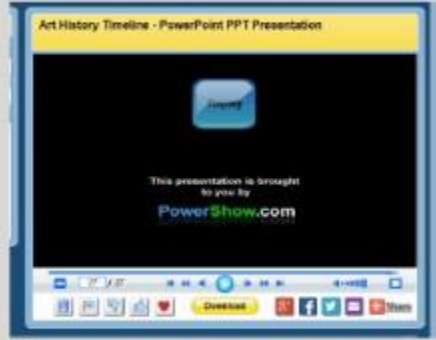 Art History Timeline - PowerPoint PPT Presentation
This presentation is brought
to you by
PowerShow.com
Download
Share